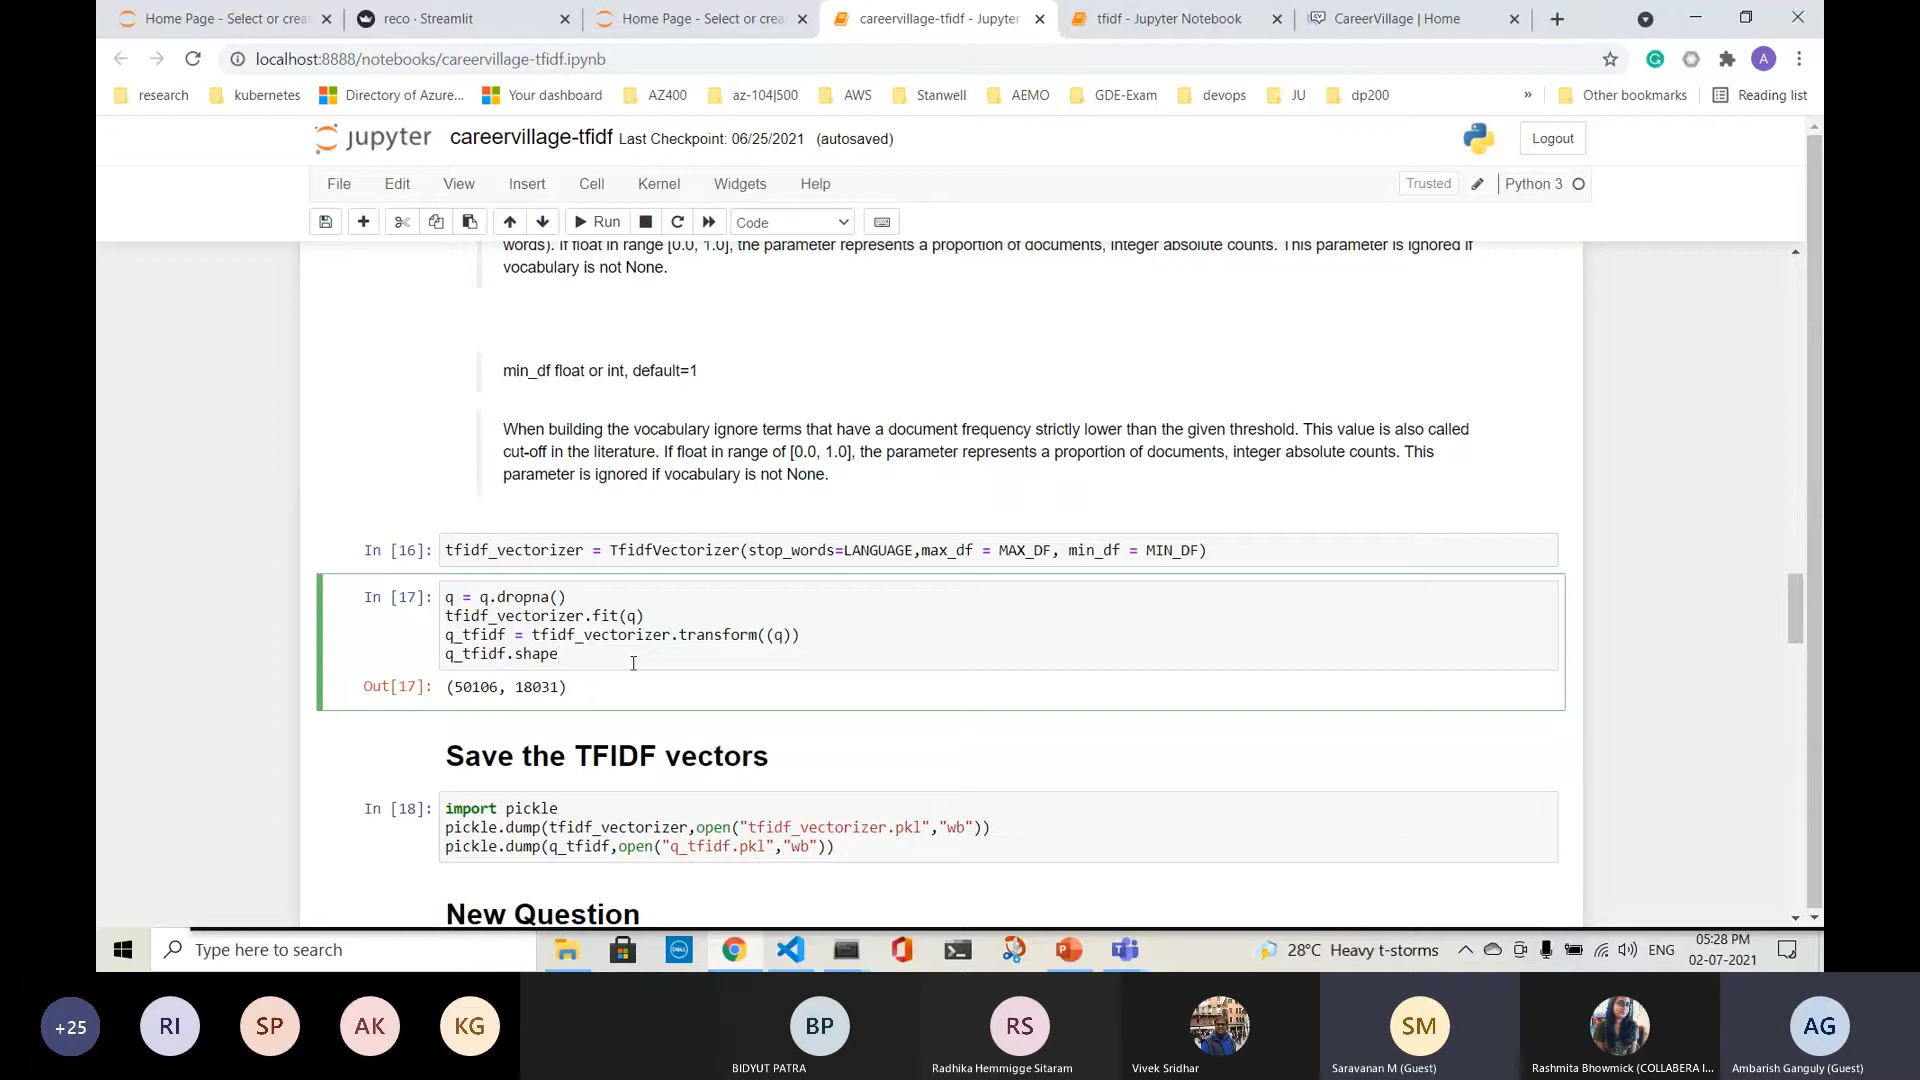 Home Page - Select or crea
reco · Streamlit
Home Page - Select or crea
careervillage-tfidf - Jupyter
tfidf - Jupyter Notebook
CareerVillage | Home
localhost:8888/notebooks/careervillage-tfidf.ipynb
A
research
kubernetes
Directory of Azure...
Your dashboard
AZ400
az-104|500
AWS
Stanwell
AEMO
GDE-Exam
devops
JU
dp200
»
Other bookmarks
Reading list
jupyter careervillage-tfidf Last Checkpoint: 06/25/2021 (autosaved)
Logout
File Edit View Insert Cell Kernel Widgets Help
Trusted
Python 3
Run
Code
words). If float in range [0.0, 1.0], the parameter represents a proportion of documents, integer absolute counts. This parameter is ignored if
vocabulary is not None.
min_df float or int, default=1
When building the vocabulary ignore terms that have a document frequency strictly lower than the given threshold. This value is also called
cut-off in the literature. If float in range of [0.0, 1.0], the parameter represents a proportion of documents, integer absolute counts. This
parameter is ignored if vocabulary is not None.
In [16]: tfidf_vectorizer = TfidfVectorizer(stop_words=LANGUAGE,max_df = MAX_DF, min_df = MIN_DF)
In [17]: q = q.dropna()
tfidf_vectorizer.fit(q)
q_tfidf = tfidf_vectorizer.transform((q))
q_tfidf.shape
Out[17]: (50106, 18031)
Save the TFIDF vectors
In [18]: import pickle
pickle.dump(tfidf_vectorizer,open("tfidf_vectorizer.pkl","wb"))
pickle.dump(q_tfidf,open("q_tfidf.pkl","wb"))
New Question
Type here to search
DELL
28°C Heavy t-storms
ENG
05:28 PM
02-07-2021
+25
RI
SP
AK
KG
BP
BIDYUT PATRA
RS
Radhika Hemmigge Sitaram
Vivek Sridhar
SM
Saravanan M (Guest)
Rashmita Bhowmick (COLLABERA I...
AG
Ambarish Ganguly (Guest)